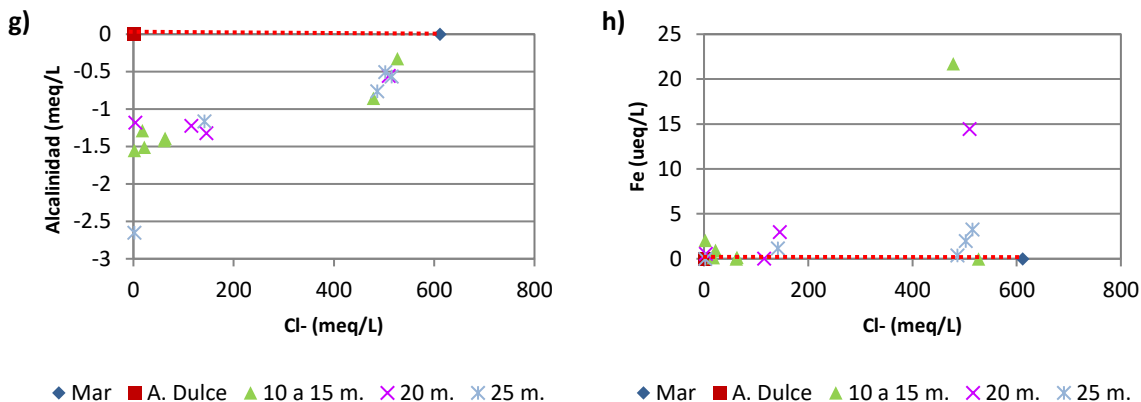 g)
Alcalinidad (meq/L
0
-0.5
-1
-1.5
-2
-2.5
-3
0 200 400 600 800
Cl- (meq/L)
Mar A. Dulce 10 a 15 m. 20 m. 25 m.
h)
Fe (ueq/L)
25
20
15
10
5
0
0 200 400 600 800
Cl- (meq/L)
Mar A. Dulce 10 a 15 m. 20 m. 25 m.